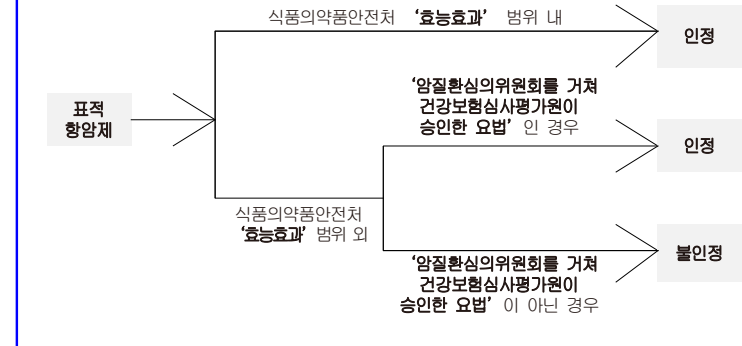 식품의약품안전처 ‘효능효과’ 범위 내
인정
표적
항암제
‘암질환심의위원회를 거쳐
건강보험심사평가원이
승인한 요법’ 인 경우
인정
식품의약품안전처
‘효능효과’ 범위 외
‘암질환심의위원회를 거쳐
건강보험심사평가원이
승인한 요법’ 이 아닌 경우
불인정